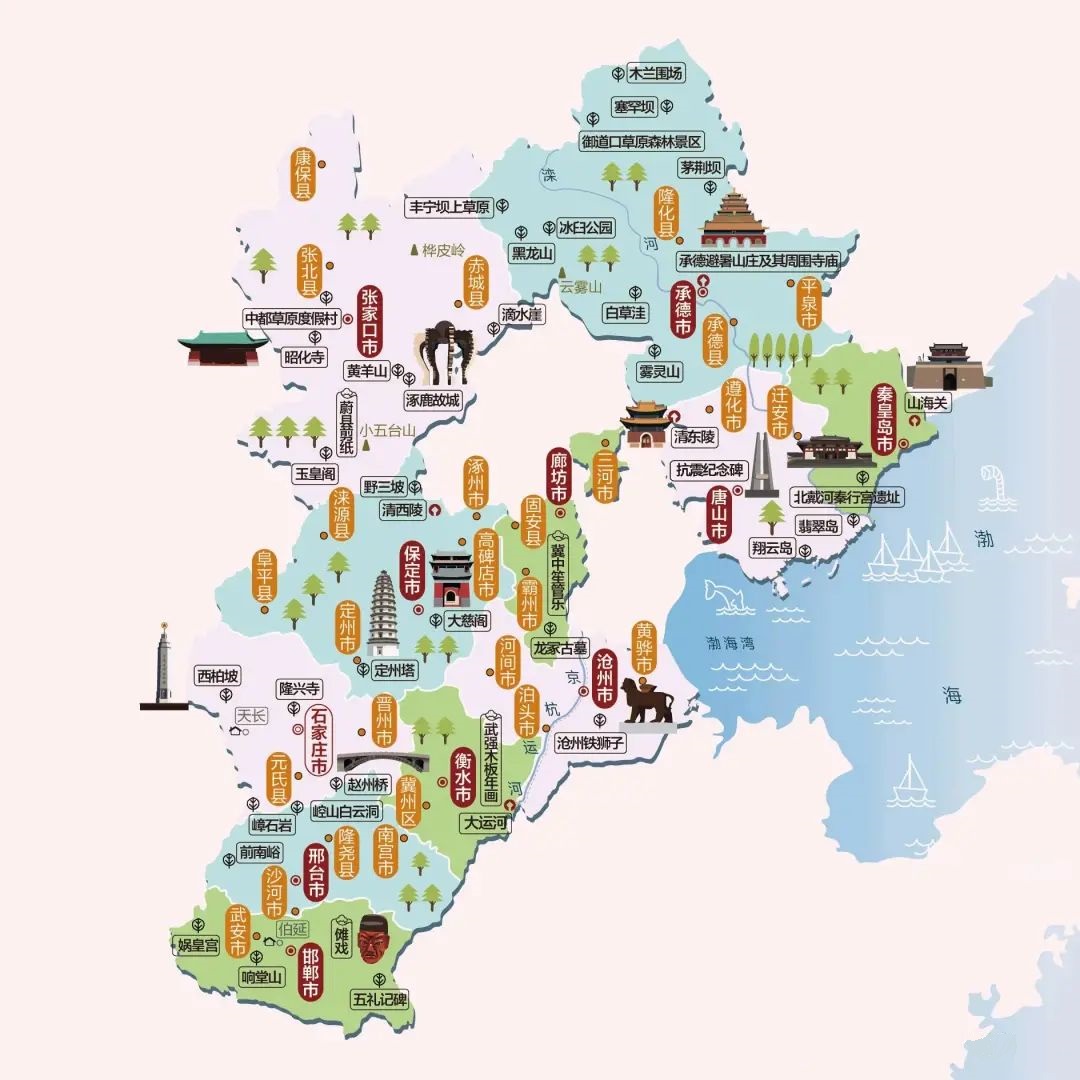 木兰围场
塞罕坝
御道口草原森林景区
茅荆坝
滦
河
康保县
丰宁坝上草原
隆化县
冰臼公园
黑龙山
桦皮岭
承德避暑山庄及其周围寺庙
张北县
赤城县
云雾山
平泉市
张家口市
承德市
中都草原度假村
滴水崖
白草洼
承德县
昭化寺
黄羊山
雾灵山
涿鹿故城
遵化市
迁安市
秦皇岛市
山海关
蔚县剪纸
小五台山
清东陵
玉皇阁
野三坡
涿州市
廊坊市
三河市
抗震纪念碑
清西陵
唐山市
北戴河秦行宫遗址
涞源县
固安县
翡翠岛
高碑店市
翔云岛
渤
海
阜平县
保定市
冀中笙管乐
霸州市
定州市
大慈阁
渤海湾
龙冢古墓
河间市
黄骅市
定州塔
沧州市
西柏坡
隆兴寺
泊头市
京
杭
运
河
天长
石家庄市
晋州市
武强木板年画
沧州铁狮子
元氏县
赵州桥
衡水市
冀州区
嶂石岩
崆山白云洞
大运河
前南峪
邢台市
隆尧县
南宫市
沙河市
武安市
伯延
傩戏
娲皇宫
响堂山
邯郸市
五礼记碑